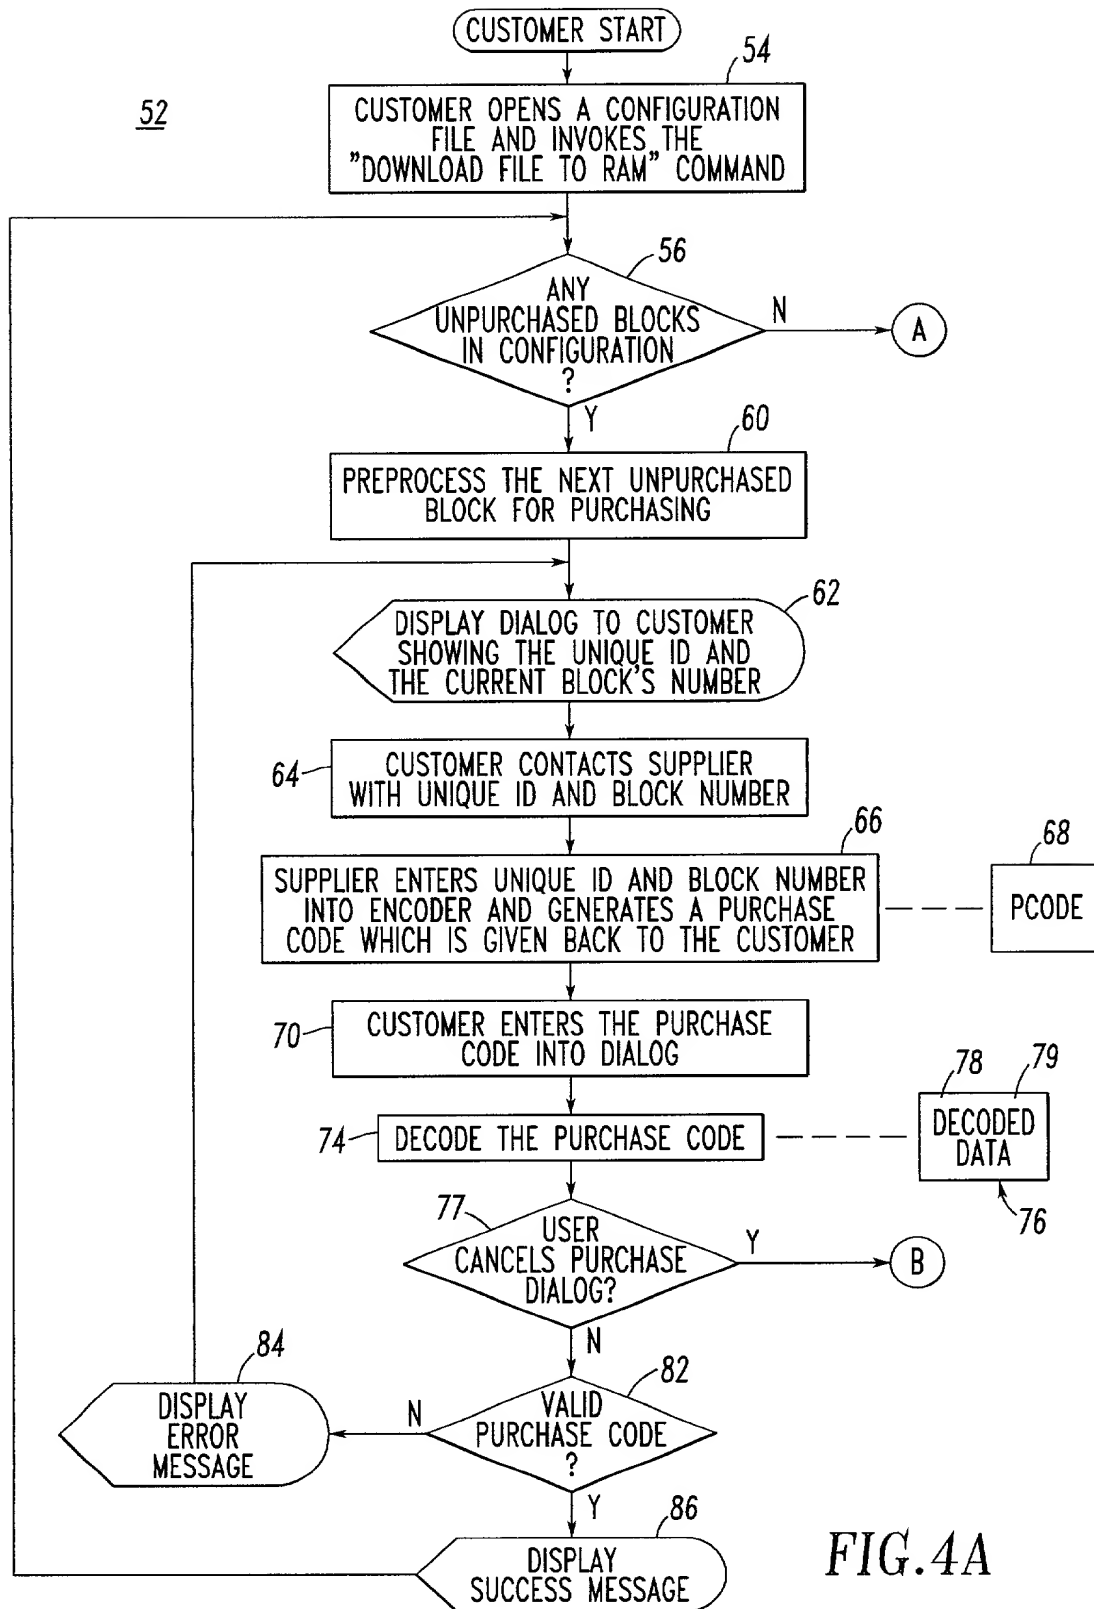 CUSTOMER START
54
52
CUSTOMER OPENS A CONFIGURATION
FILE AND INVOKES THE
"DOWNLOAD FILE TO RAM" COMMAND
56
ANY
UNPURCHASED BLOCKS
IN CONFIGURATION
?
N
A
Y
60
PREPROCESS THE NEXT UNPURCHASED
BLOCK FOR PURCHASING
62
DISPLAY DIALOG TO CUSTOMER
SHOWING THE UNIQUE ID AND
THE CURRENT BLOCK'S NUMBER
64
CUSTOMER CONTACTS SUPPLIER
WITH UNIQUE ID AND BLOCK NUMBER
66
68
SUPPLIER ENTERS UNIQUE ID AND BLOCK NUMBER
INTO ENCODER AND GENERATES A PURCHASE
CODE WHICH IS GIVEN BACK TO THE CUSTOMER
PCODE
70
CUSTOMER ENTERS THE PURCHASE
CODE INTO DIALOG
78
79
74
DECODE THE PURCHASE CODE
DECODED
DATA
76
77
USER
CANCELS PURCHASE
DIALOG?
Y
B
N
84
82
DISPLAY
ERROR
MESSAGE
N
VALID
PURCHASE CODE
?
Y
86
DISPLAY
SUCCESS MESSAGE
FIG.4A